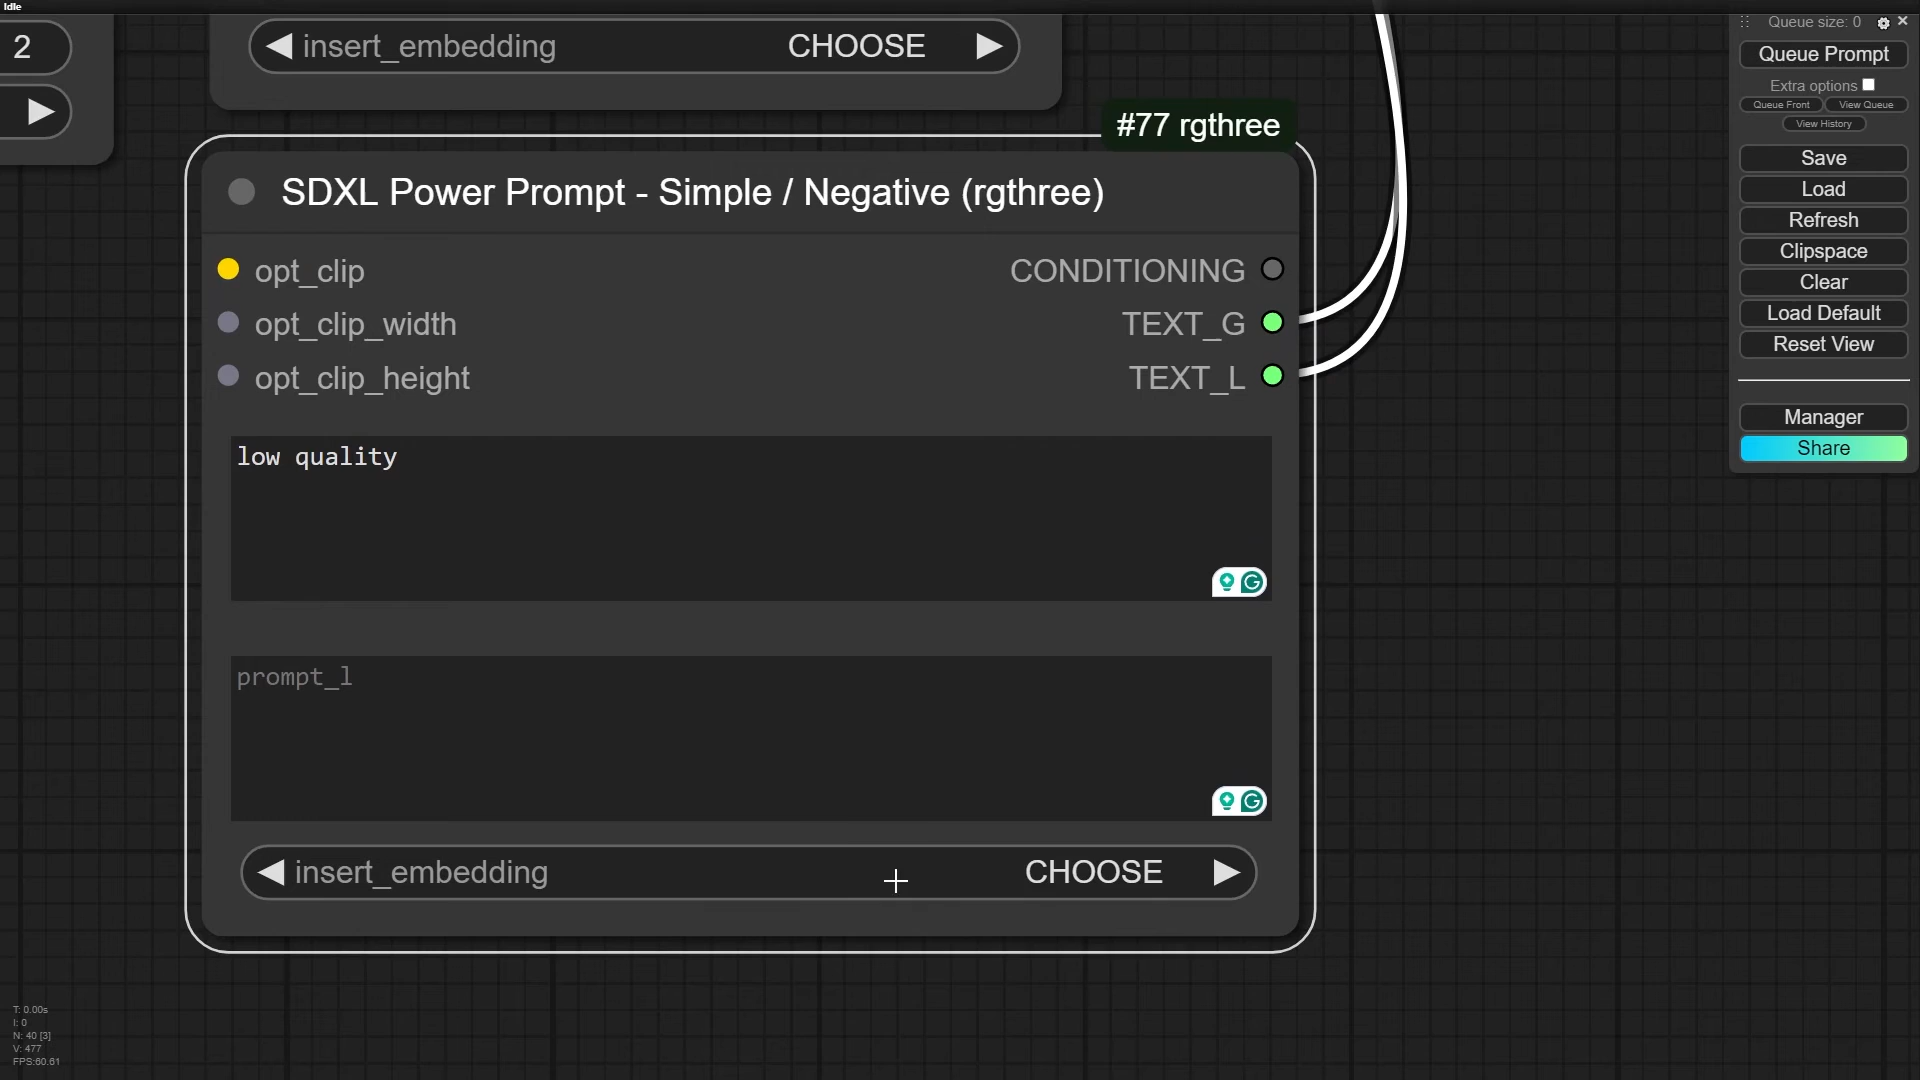 Idle
2
insert_embedding CHOOSE
#77 rgthree
SDXL Power Prompt - Simple / Negative (rgthree)
opt_clip CONDITIONING
opt_clip_width TEXT_G
opt_clip_height TEXT_L
low quality
prompt_l
insert_embedding CHOOSE
Queue size: 0
Queue Prompt
Extra options
Queue Front View Queue
View History
Save
Load
Refresh
Clipspace
Clear
Load Default
Reset View
Manager
Share
T: 0.00s
I: 0
N: 40 [3]
V: 477
FPS:60.61